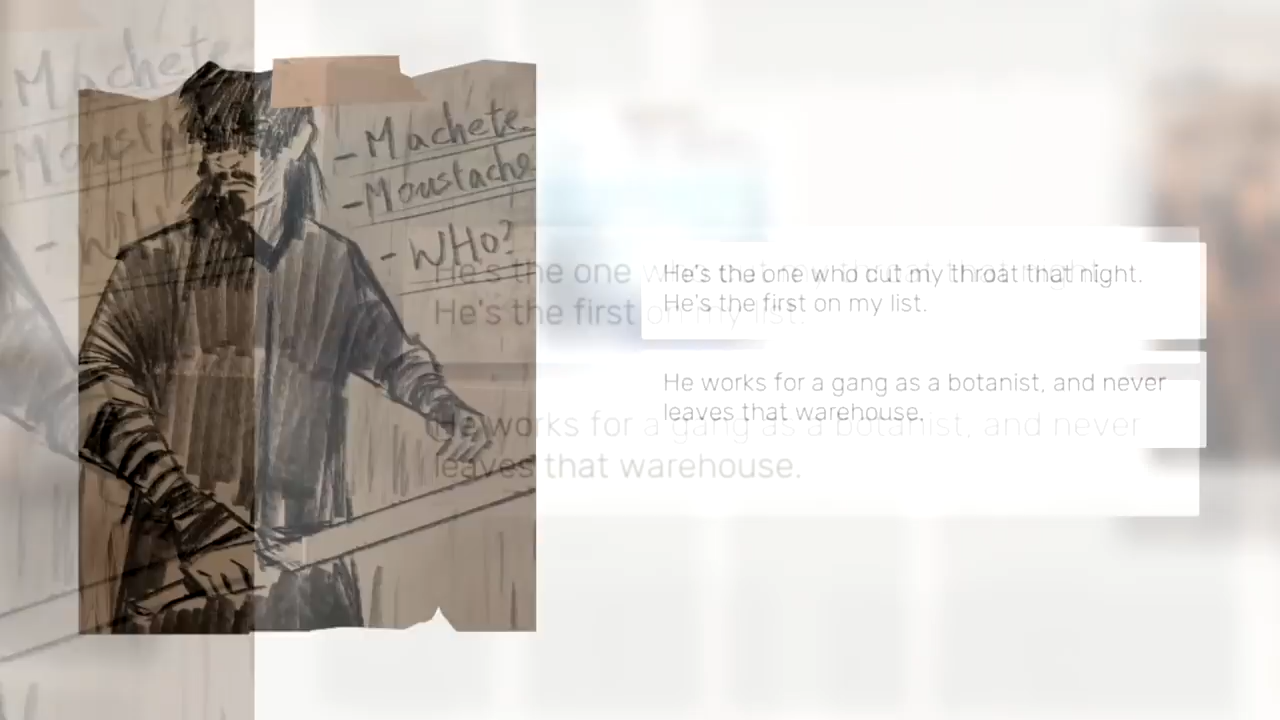 - Machete
- Moustache
- WHO?
He's the one who cut my throat that night.
He's the first on my list.
He works for a gang as a botanist, and never
leaves that warehouse.